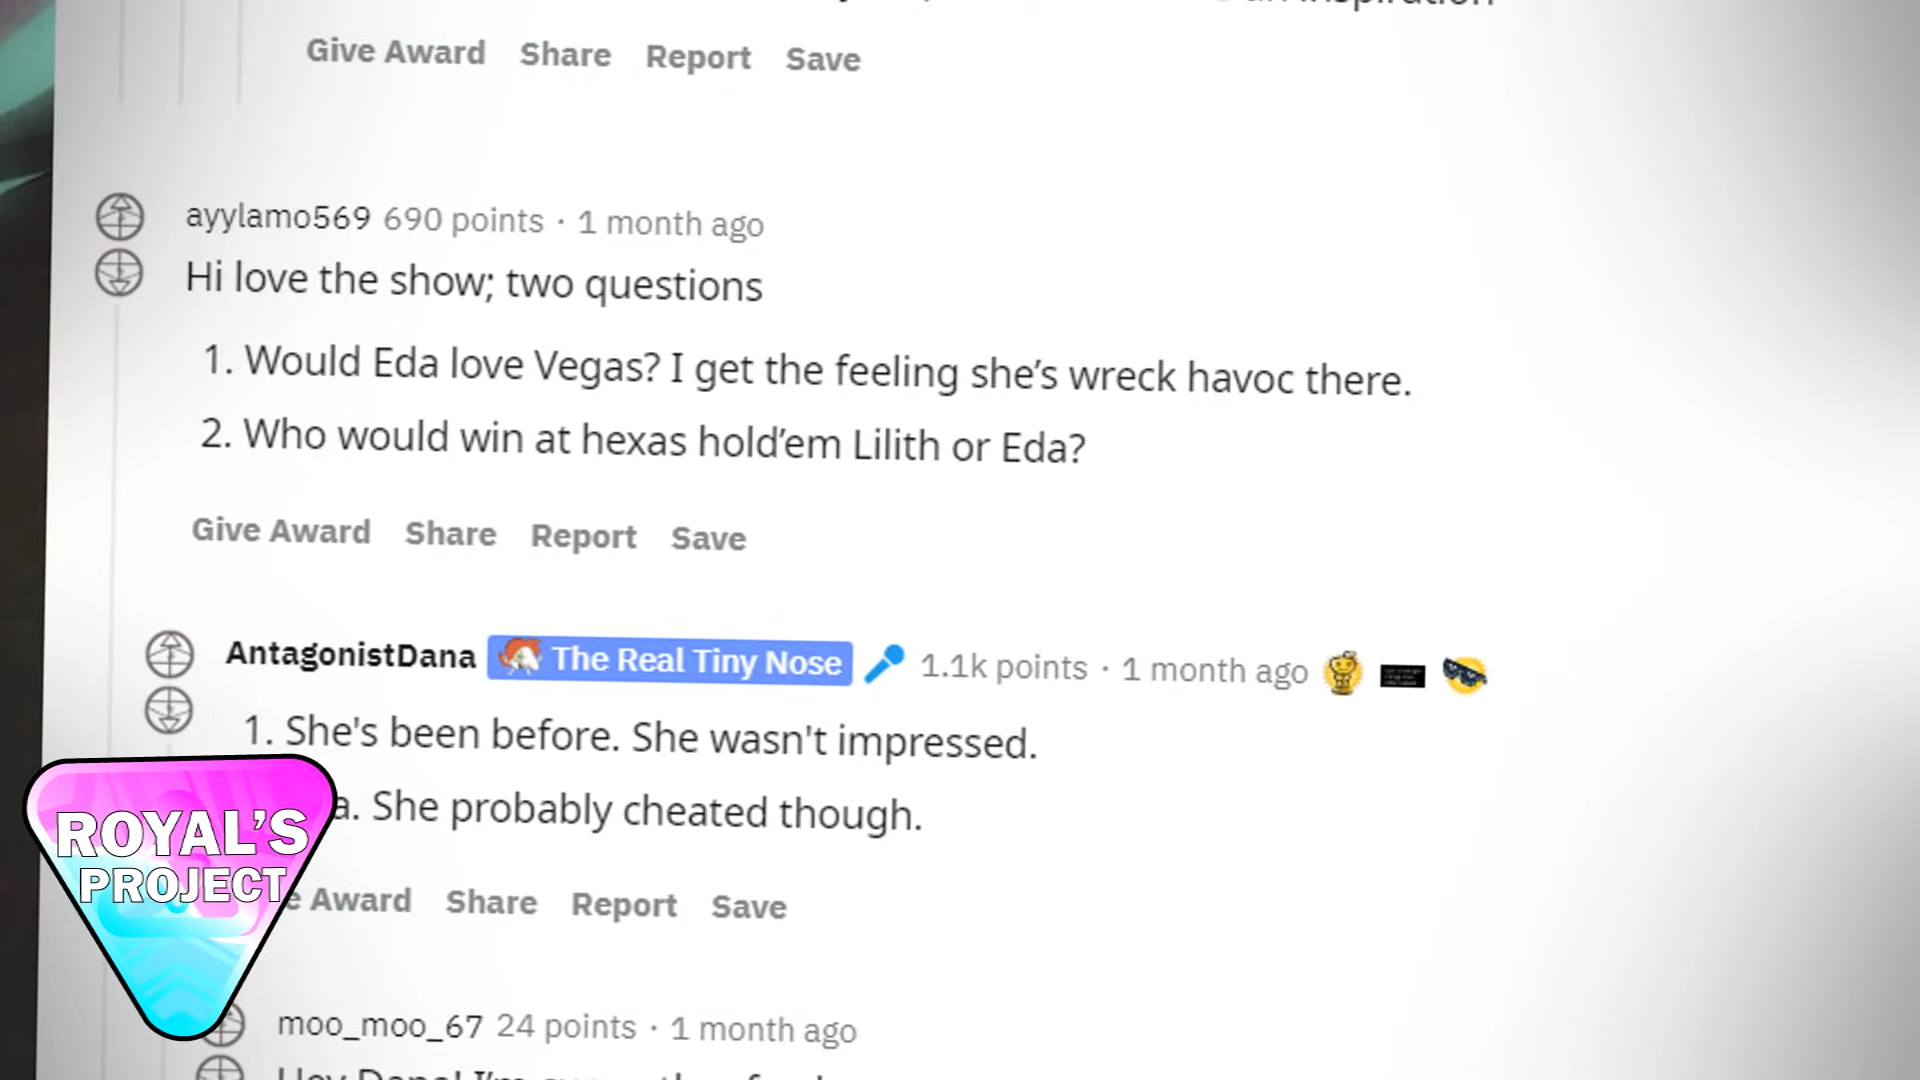 Give Award Share Report Save
ayylamo569 690 points · 1 month ago
Hi love the show; two questions
1. Would Eda love Vegas? I get the feeling she's wreck havoc there.
2. Who would win at hexas hold'em Lilith or Eda?
Give Award Share Report Save
AntagonistDana The Real Tiny Nose 1.1k points · 1 month ago
1. She's been before. She wasn't impressed.
a. She probably cheated though.
ROYAL'S
PROJECT
e Award Share Report Save
moo_moo_67 24 points · 1 month ago